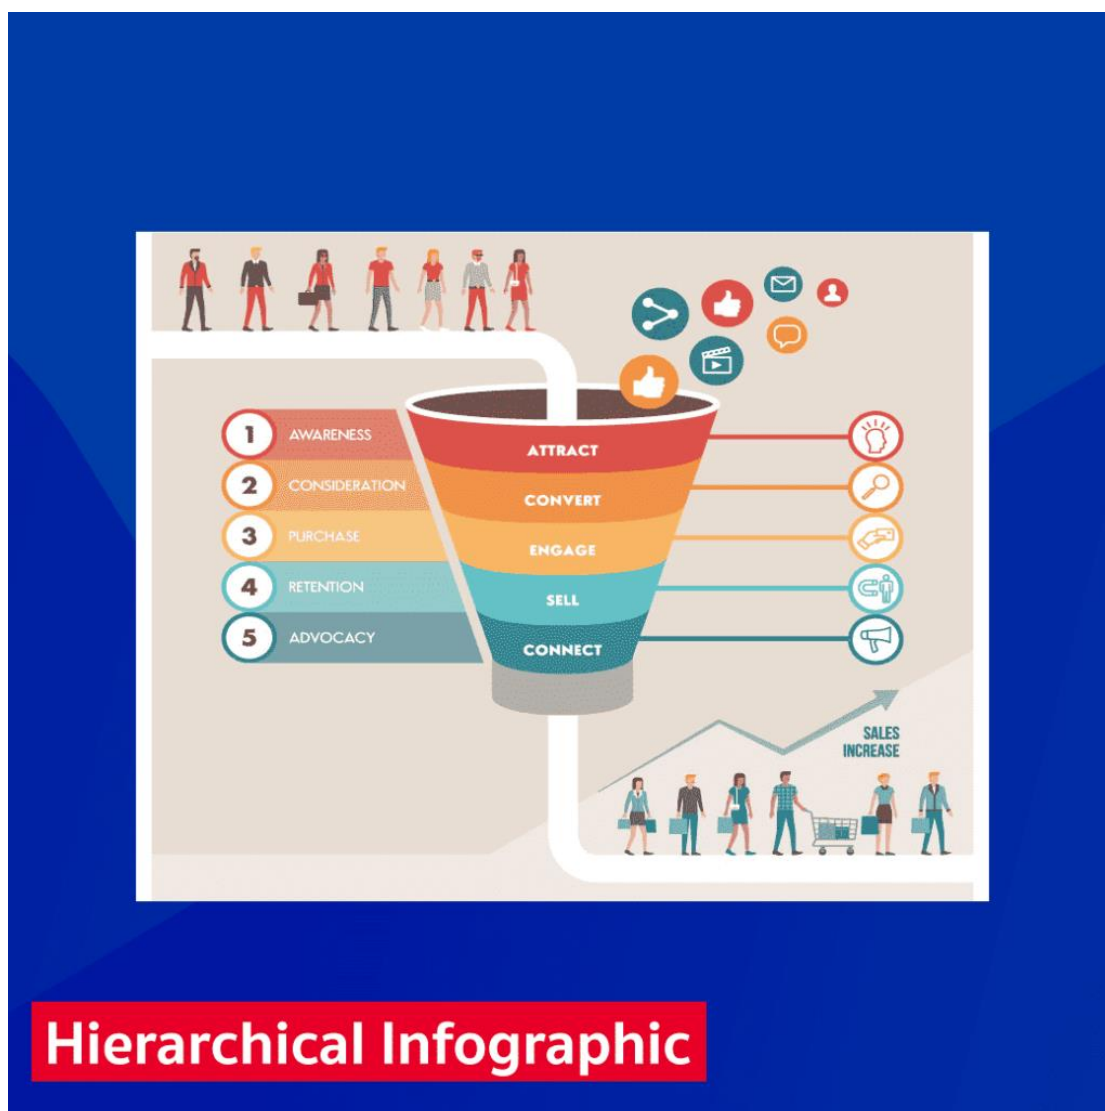 1 AWARENESS
ATTRACT
2 CONSIDERATION
CONVERT
3 PURCHASE
ENGAGE
4 RETENTION
SELL
5 ADVOCACY
CONNECT
SALES
INCREASE
Hierarchical Infographic